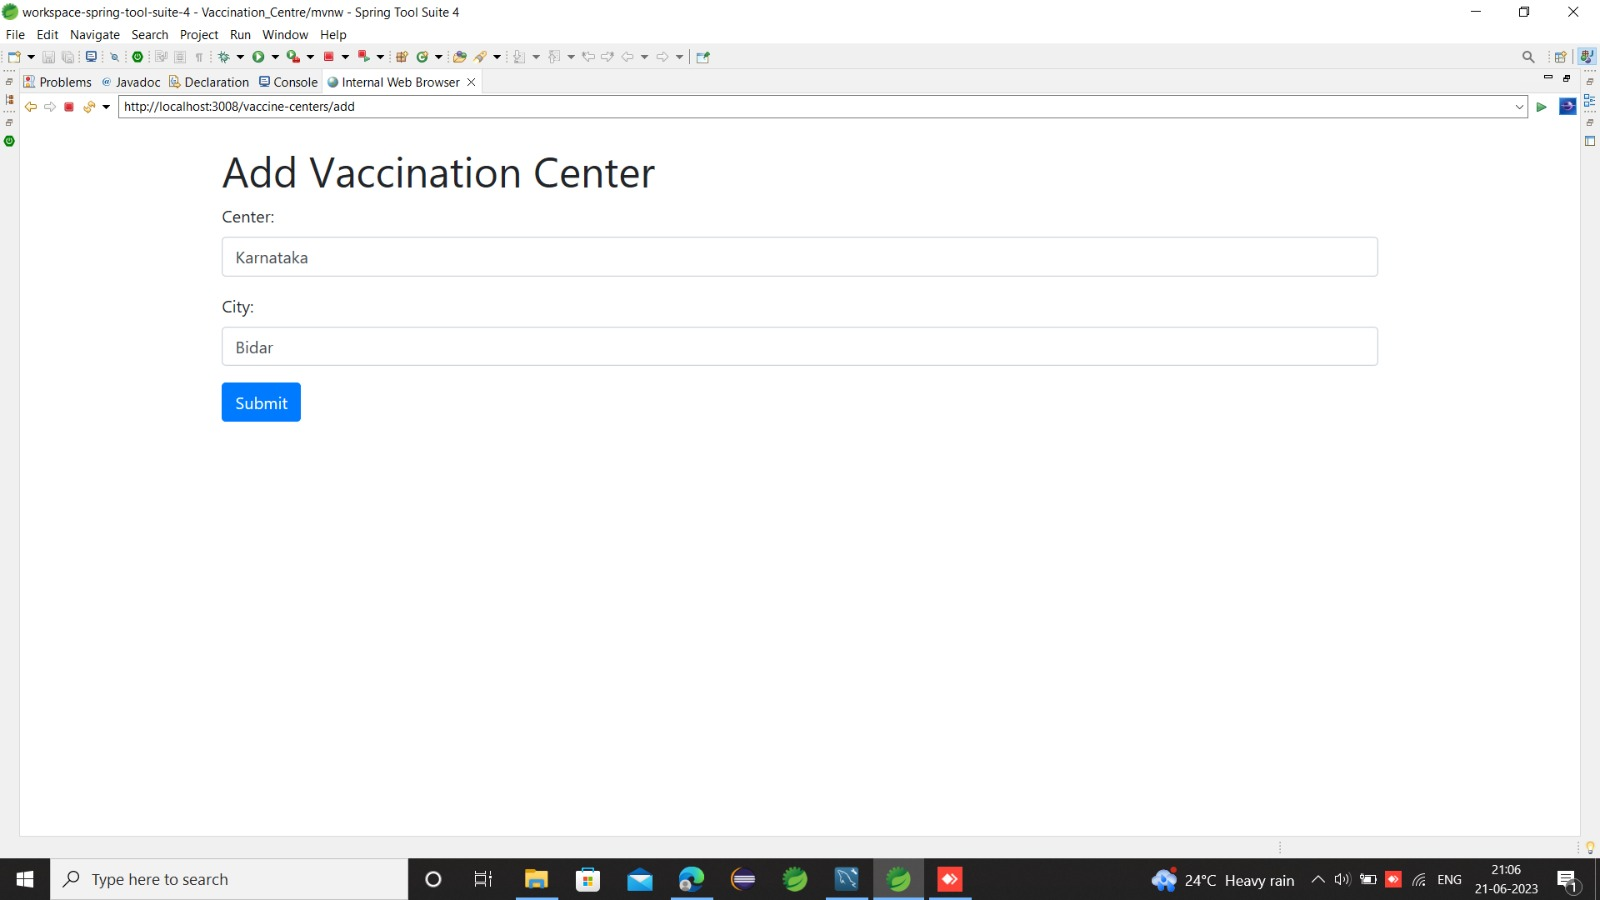 workspace-spring-tool-suite-4 - Vaccination_Centre/mvnw - Spring Tool Suite 4
File Edit Navigate Search Project Run Window Help
Problems Javadoc Declaration Console Internal Web Browser
http://localhost:3008/vaccine-centers/add
Add Vaccination Center
Center:
Karnataka
City:
Bidar
Submit
Type here to search
24°C Heavy rain
ENG
21:06
21-06-2023
1